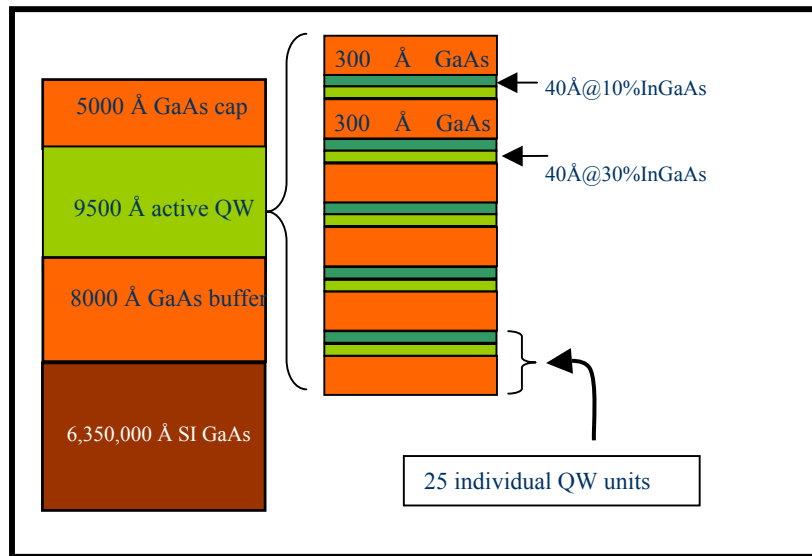 300 Å GaAs
40Å@10%InGaAs
5000 Å GaAs cap
300 Å GaAs
40Å@30%InGaAs
9500 Å active QW
8000 Å GaAs buffer
6,350,000 Å SI GaAs
25 individual QW units